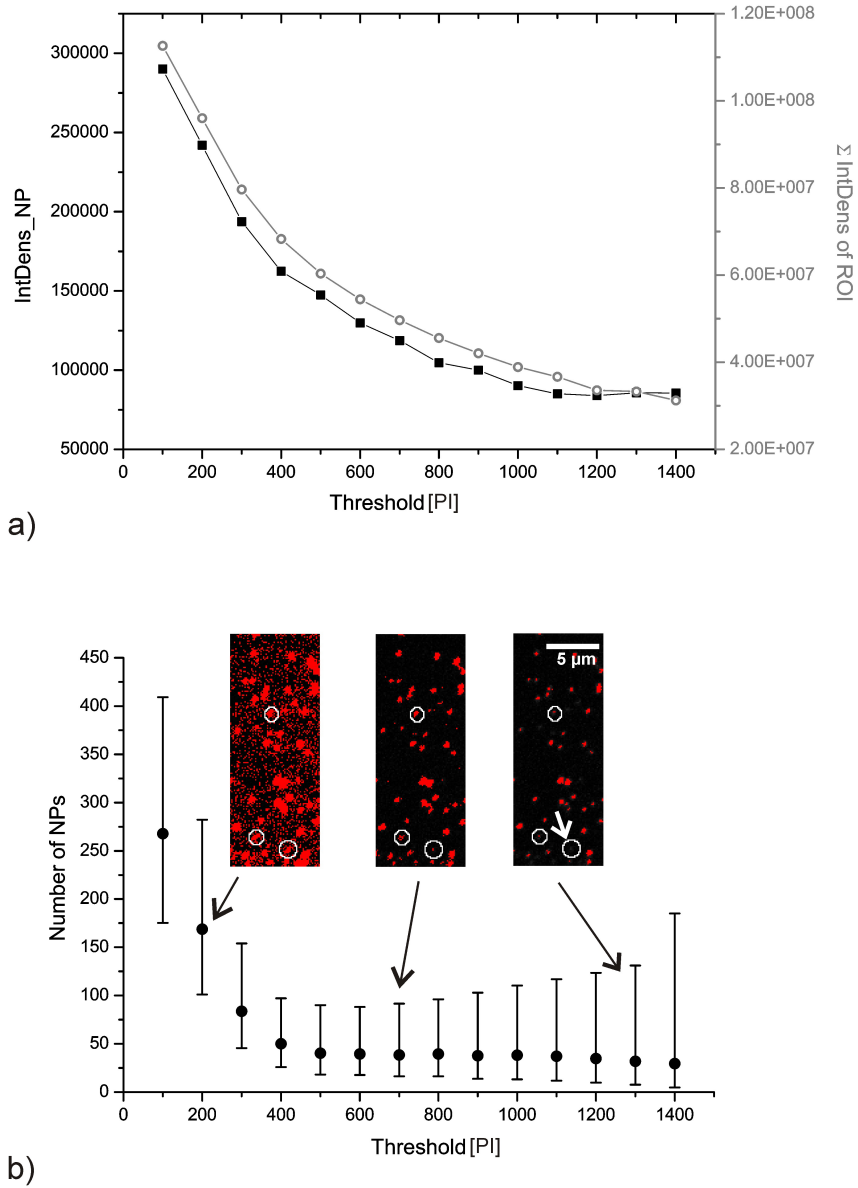 1.20E+008
300000
1.00E+008
250000
8.00E+007
200000
6.00E+007
150000
4.00E+007
100000
50000
2.00E+007
IntDens_NP
Σ IntDens of ROI
0 200 400 600 800 1000 1200 1400
Threshold [PI]
a)
5 µm
450
400
350
300
250
200
150
100
50
0
Number of NPs
0 200 400 600 800 1000 1200 1400
Threshold [PI]
b)